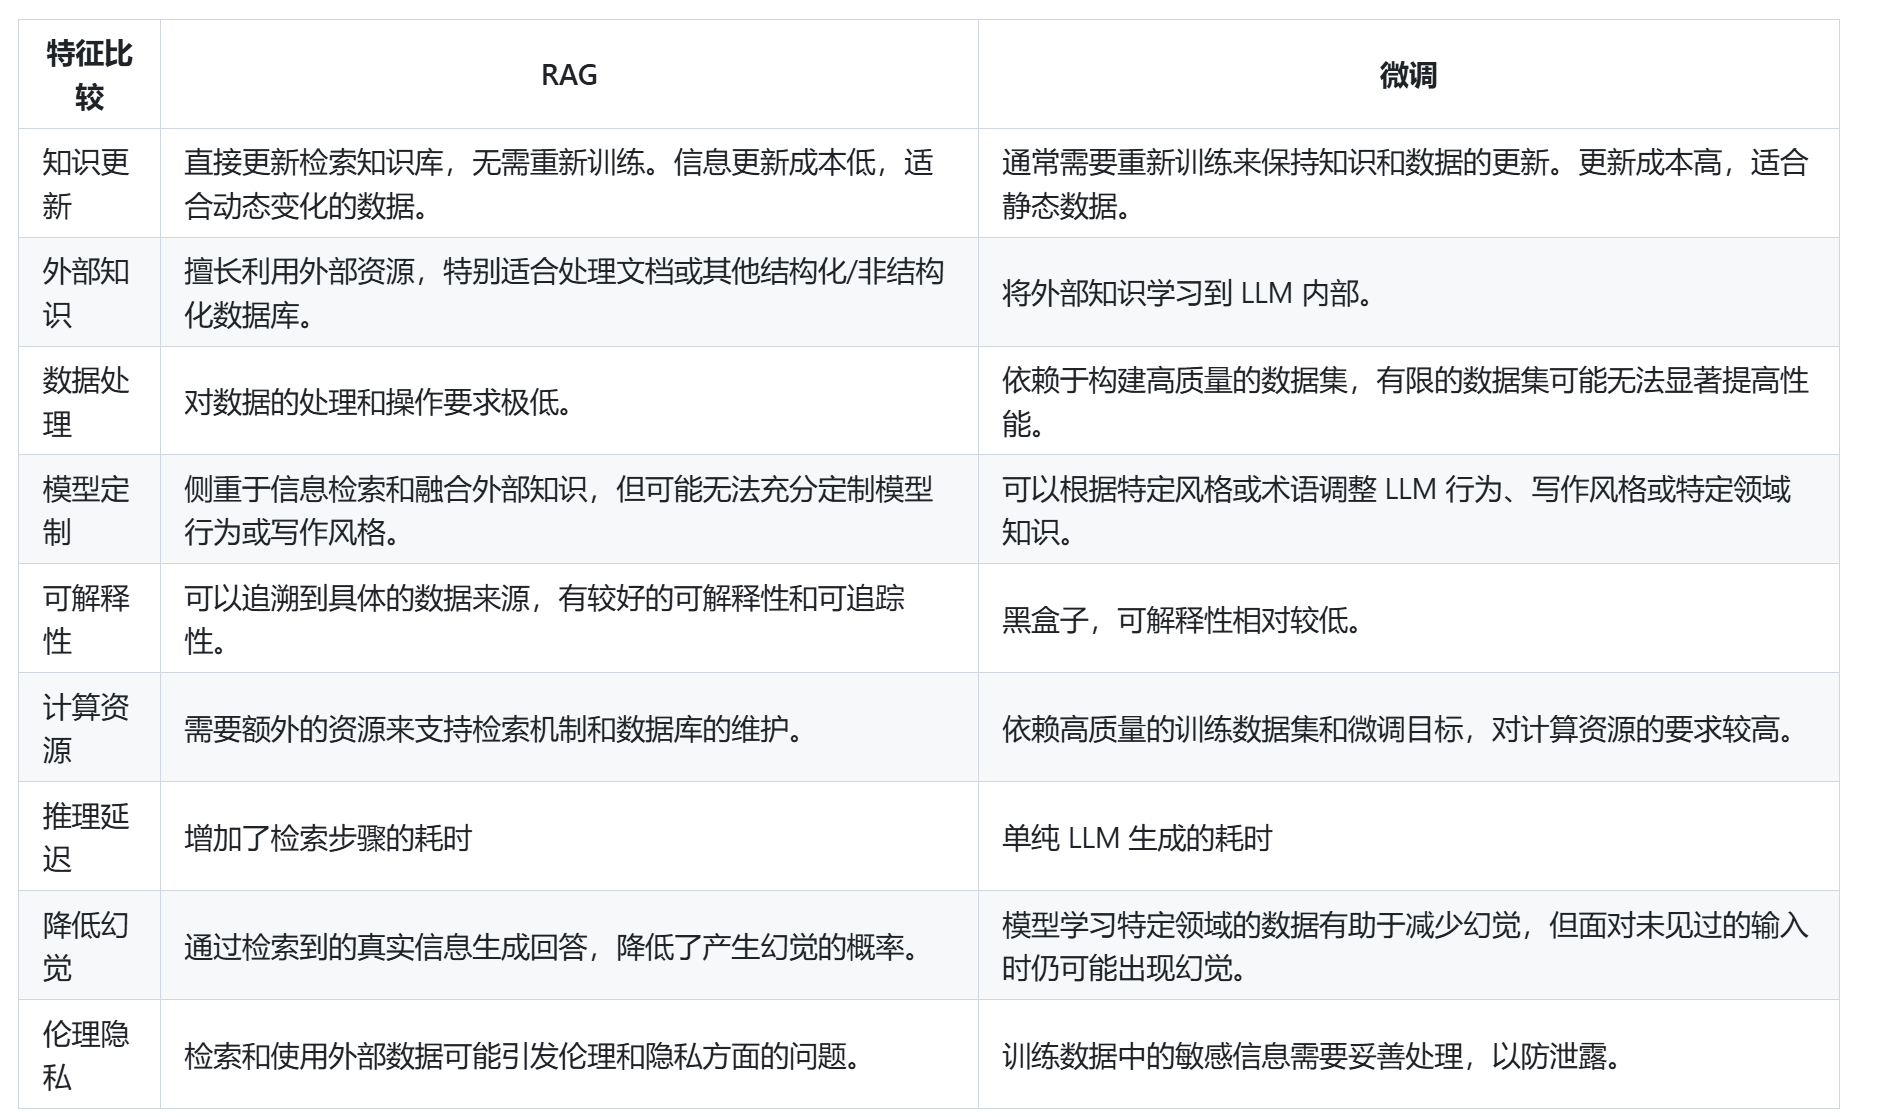 特征比
较
RAG
微调
知识更
新
直接更新检索知识库，无需重新训练。信息更新成本低，适
合动态变化的数据。
通常需要重新训练来保持知识和数据的更新。更新成本高，适合
静态数据。
外部知
识
擅长利用外部资源，特别适合处理文档或其他结构化/非结构
化数据库。
将外部知识学习到 LLM 内部。
数据处
理
对数据的处理和操作要求极低。
依赖于构建高质量的数据集，有限的数据集可能无法显著提高性
能。
模型定
制
侧重于信息检索和融合外部知识，但可能无法充分定制模型
行为或写作风格。
可以根据特定风格或术语调整 LLM 行为、写作风格或特定领域
知识。
可解释
性
可以追溯到具体的数据来源，有较好的可解释性和可追踪
性。
黑盒子，可解释性相对较低。
计算资
源
需要额外的资源来支持检索机制和数据库的维护。
依赖高质量的训练数据集和微调目标，对计算资源的要求较高。
推理延
迟
增加了检索步骤的耗时
单纯 LLM 生成的耗时
降低幻
觉
通过检索到的真实信息生成回答，降低了产生幻觉的概率。
模型学习特定领域的数据有助于减少幻觉，但面对未见过的输入
时仍可能出现幻觉。
伦理隐
私
检索和使用外部数据可能引发伦理和隐私方面的问题。
训练数据中的敏感信息需要妥善处理，以防泄露。